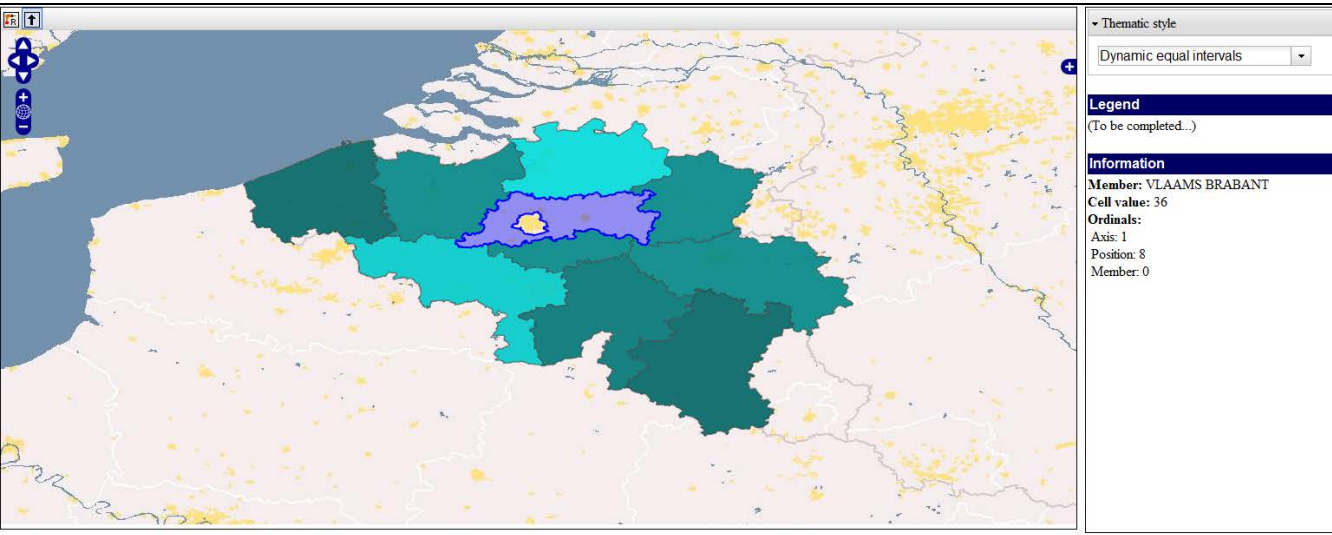 R
Thematic style
Dynamic equal intervals
Legend
(To be completed...)
Information
Member: VLAAMS BRABANT
Cell value: 36
Ordinals:
Axis: 1
Position: 8
Member: 0